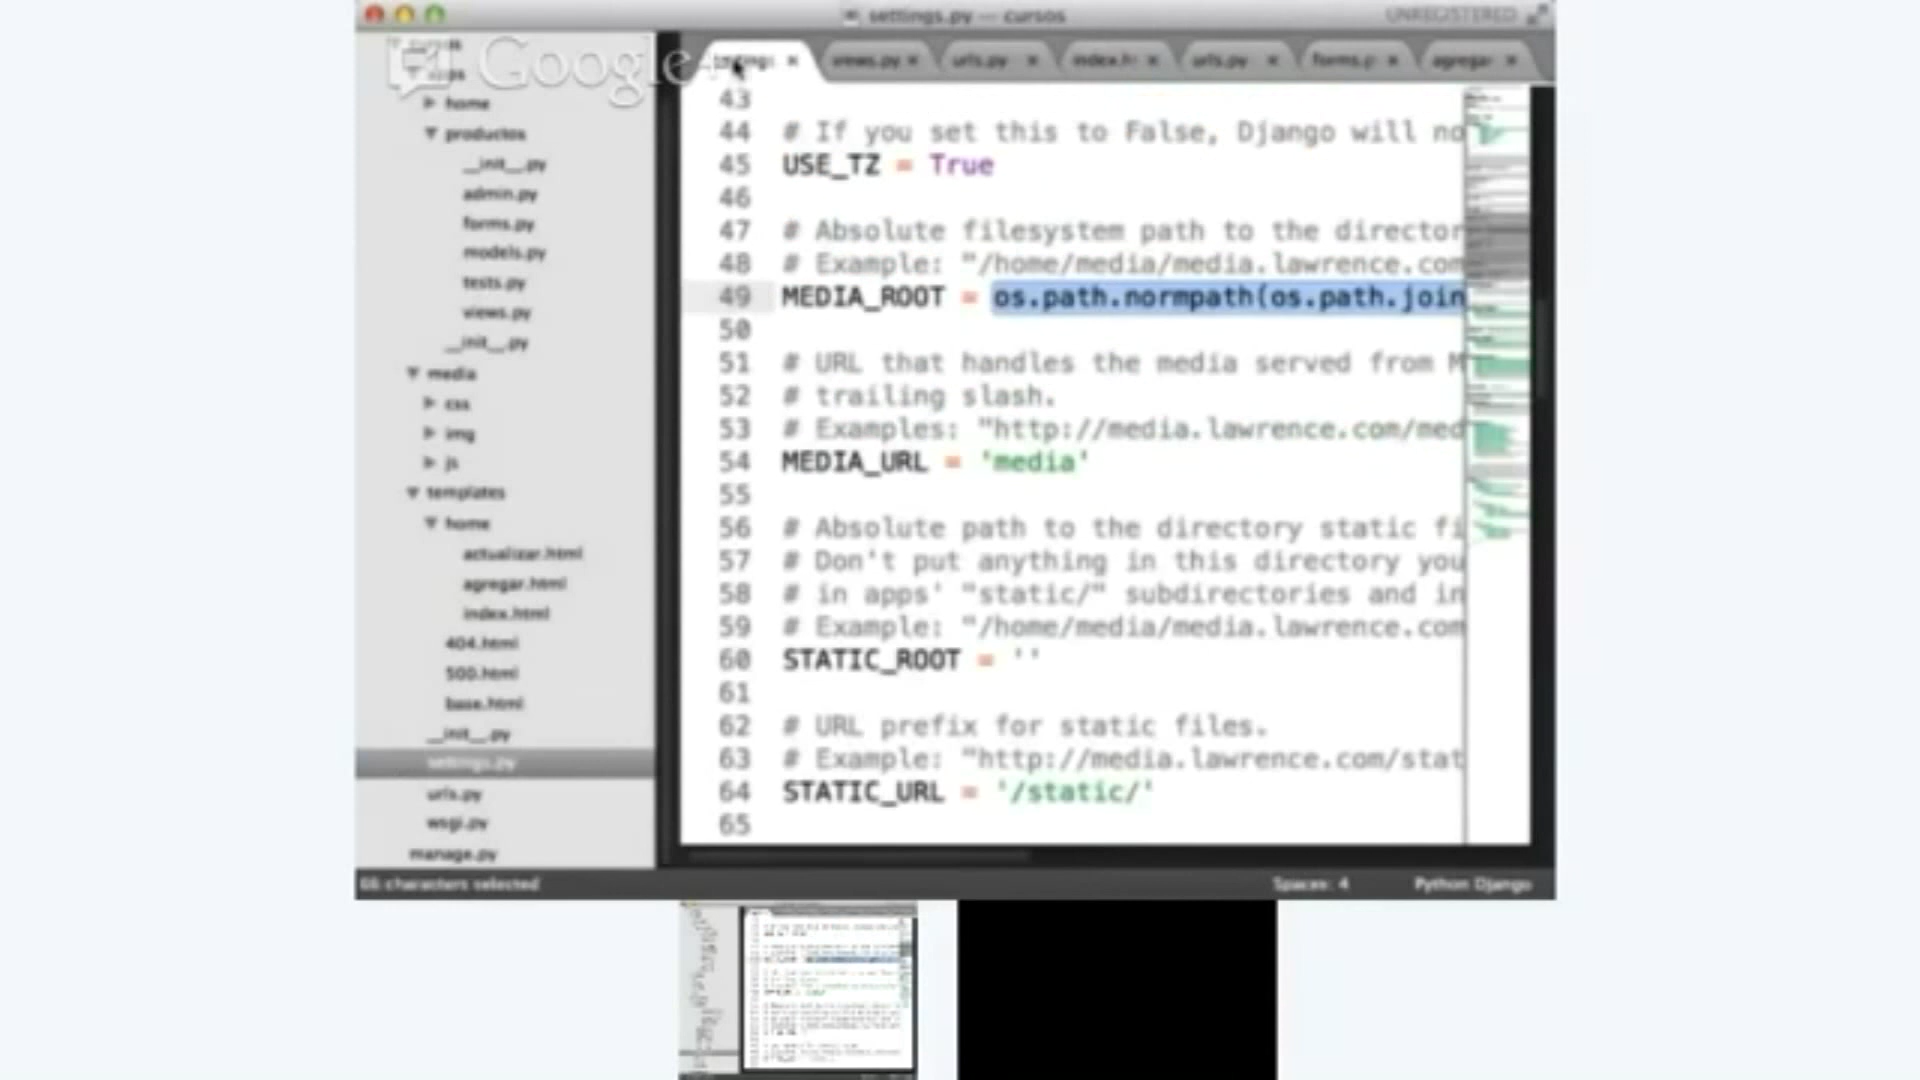 settings.py — cursos
UNREGISTERED
Google+
views.py
urls.py
index.h
urls.py
forms.p
agregar
home
productos
__init__.py
admin.py
forms.py
models.py
tests.py
views.py
__init__.py
media
css
img
js
templates
home
actualizar.html
agregar.html
index.html
404.html
500.html
base.html
__init__.py
settings.py
urls.py
wsgi.py
manage.py
43
44 # If you set this to False, Django will no
45 USE_TZ = True
46
47 # Absolute filesystem path to the director
48 # Example: "/home/media/media.lawrence.com
49 MEDIA_ROOT = os.path.normpath(os.path.join
50
51 # URL that handles the media served from M
52 # trailing slash.
53 # Examples: "http://media.lawrence.com/med
54 MEDIA_URL = 'media'
55
56 # Absolute path to the directory static fi
57 # Don't put anything in this directory you
58 # in apps' "static/" subdirectories and in
59 # Example: "/home/media/media.lawrence.com
60 STATIC_ROOT = ''
61
62 # URL prefix for static files.
63 # Example: "http://media.lawrence.com/stat
64 STATIC_URL = '/static/'
65
66 characters selected
Spaces: 4
Python Django